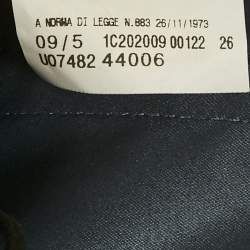 A NORMA DI LEGGE N.883 26/11/1973
09/5 1C202009 00122 26
U07482 44006